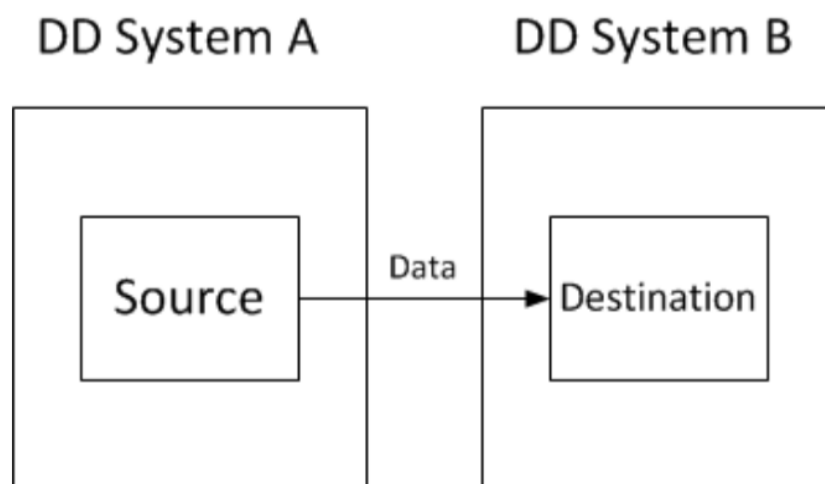 DD System A
DD System B
Source
Data
Destination